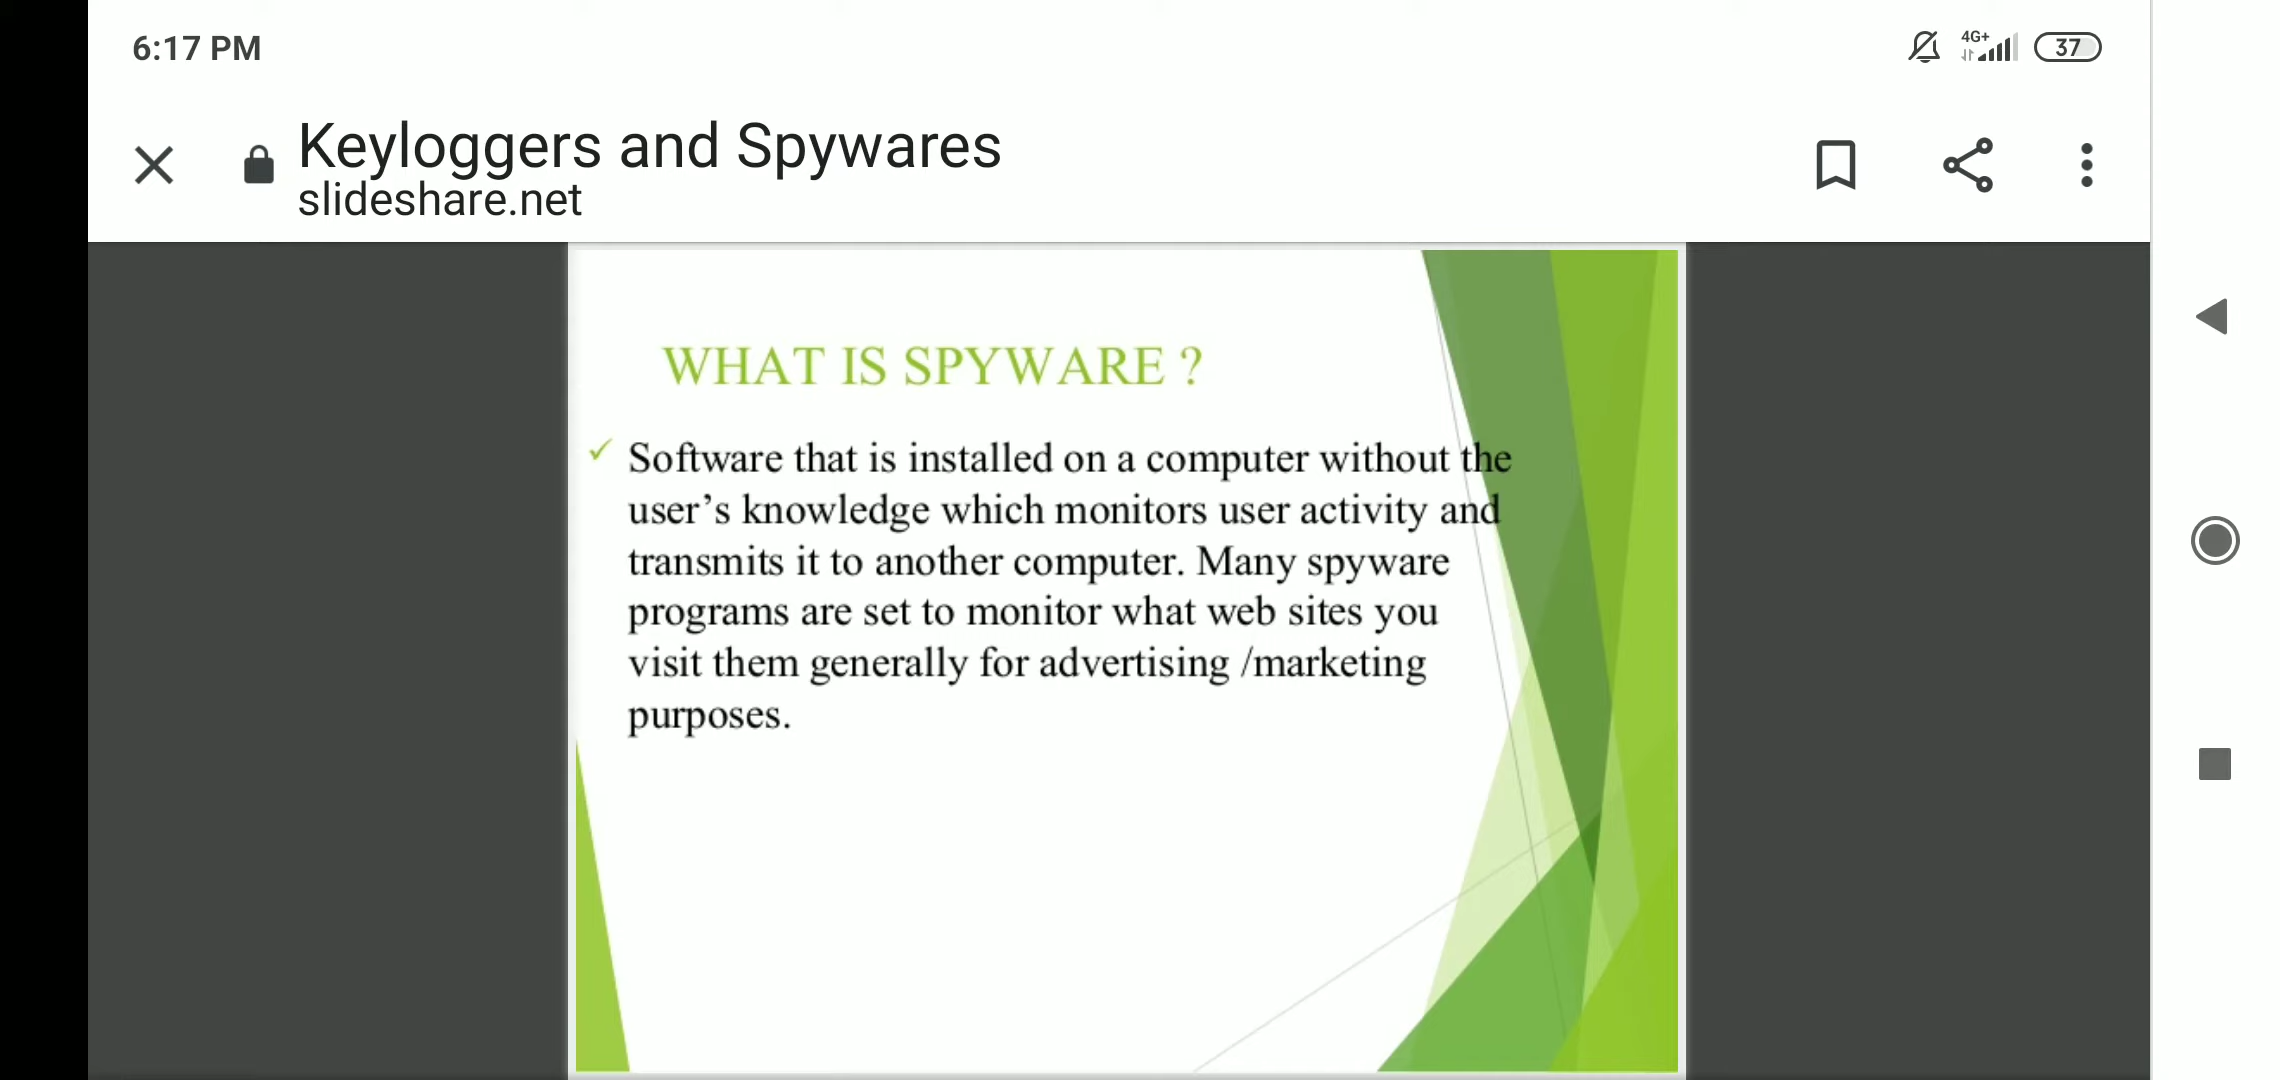 6:17 PM
4G+
37
Keyloggers and Spywares
slideshare.net
WHAT IS SPYWARE ?
✓ Software that is installed on a computer without the
user’s knowledge which monitors user activity and
transmits it to another computer. Many spyware
programs are set to monitor what web sites you
visit them generally for advertising /marketing
purposes.